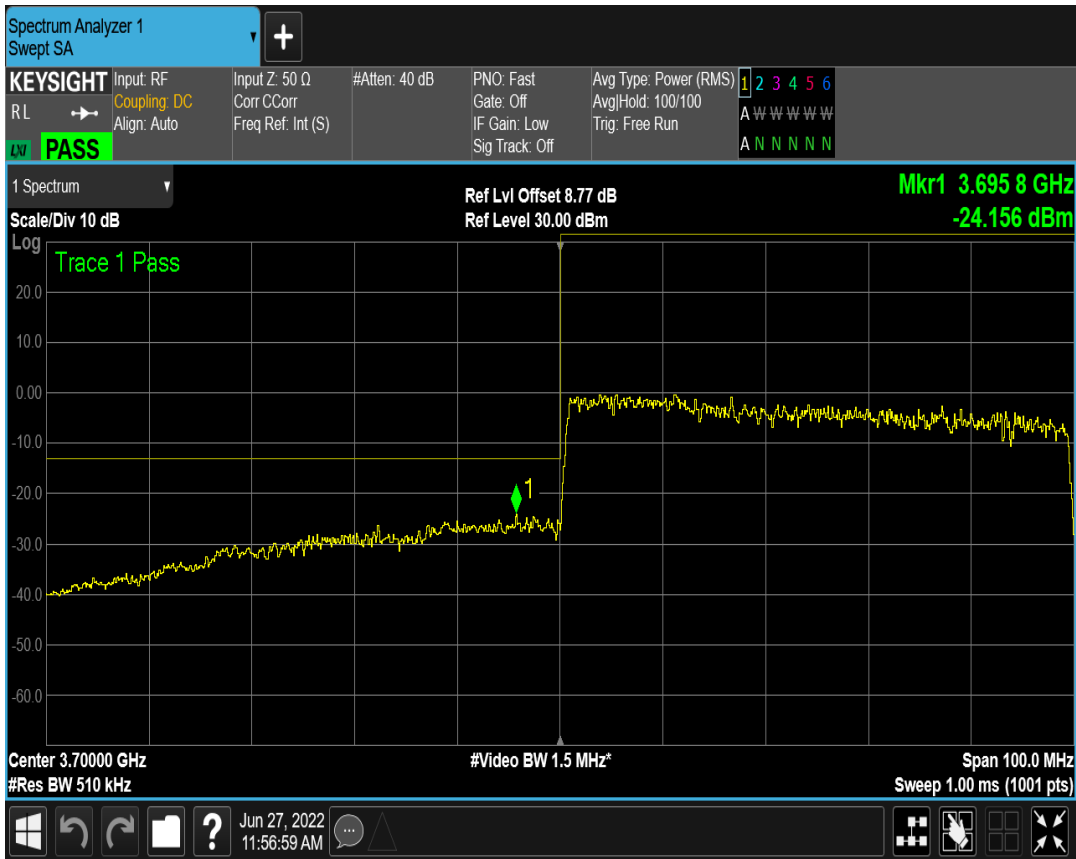 Spectrum Analyzer 1
Swept SA
+
KEYSIGHT
RL
LXI PASS
Input: RF
Coupling: DC
Align: Auto
Input Z: 50 Ω
Corr CCorr
Freq Ref: Int (S)
#Atten: 40 dB
PNO: Fast
Gate: Off
IF Gain: Low
Sig Track: Off
Avg Type: Power (RMS)
Avg|Hold: 100/100
Trig: Free Run
1 2 3 4 5 6
A W W W W W
A N N N N N
1 Spectrum
Scale/Div 10 dB
Ref Lvl Offset 8.77 dB
Ref Level 30.00 dBm
Mkr1 3.695 8 GHz
-24.156 dBm
Log
Trace 1 Pass
20.0
10.0
0.00
-10.0
-20.0
-30.0
-40.0
-50.0
-60.0
1
Center 3.70000 GHz
#Res BW 510 kHz
#Video BW 1.5 MHz*
Span 100.0 MHz
Sweep 1.00 ms (1001 pts)
?
Jun 27, 2022
11:56:59 AM